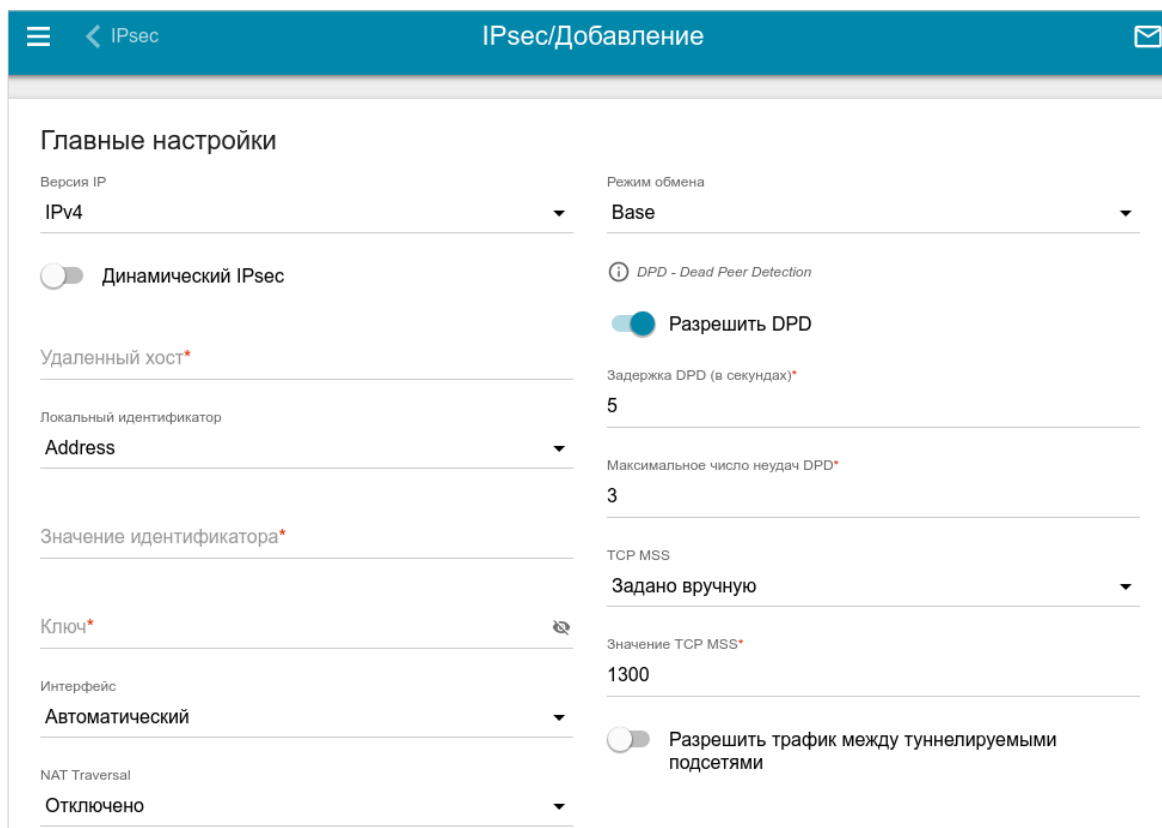 IPsec
IPsec/Добавление
Главные настройки
Версия IP
IPv4
Динамический IPsec
Удаленный хост*
Локальный идентификатор
Address
Значение идентификатора*
Ключ*
Интерфейс
Автоматический
NAT Traversal
Отключено
Режим обмена
Base
DPD - Dead Peer Detection
Разрешить DPD
Задержка DPD (в секундах)*
5
Максимальное число неудач DPD*
3
TCP MSS
Задано вручную
Значение TCP MSS*
1300
Разрешить трафик между туннелируемыми
подсетями